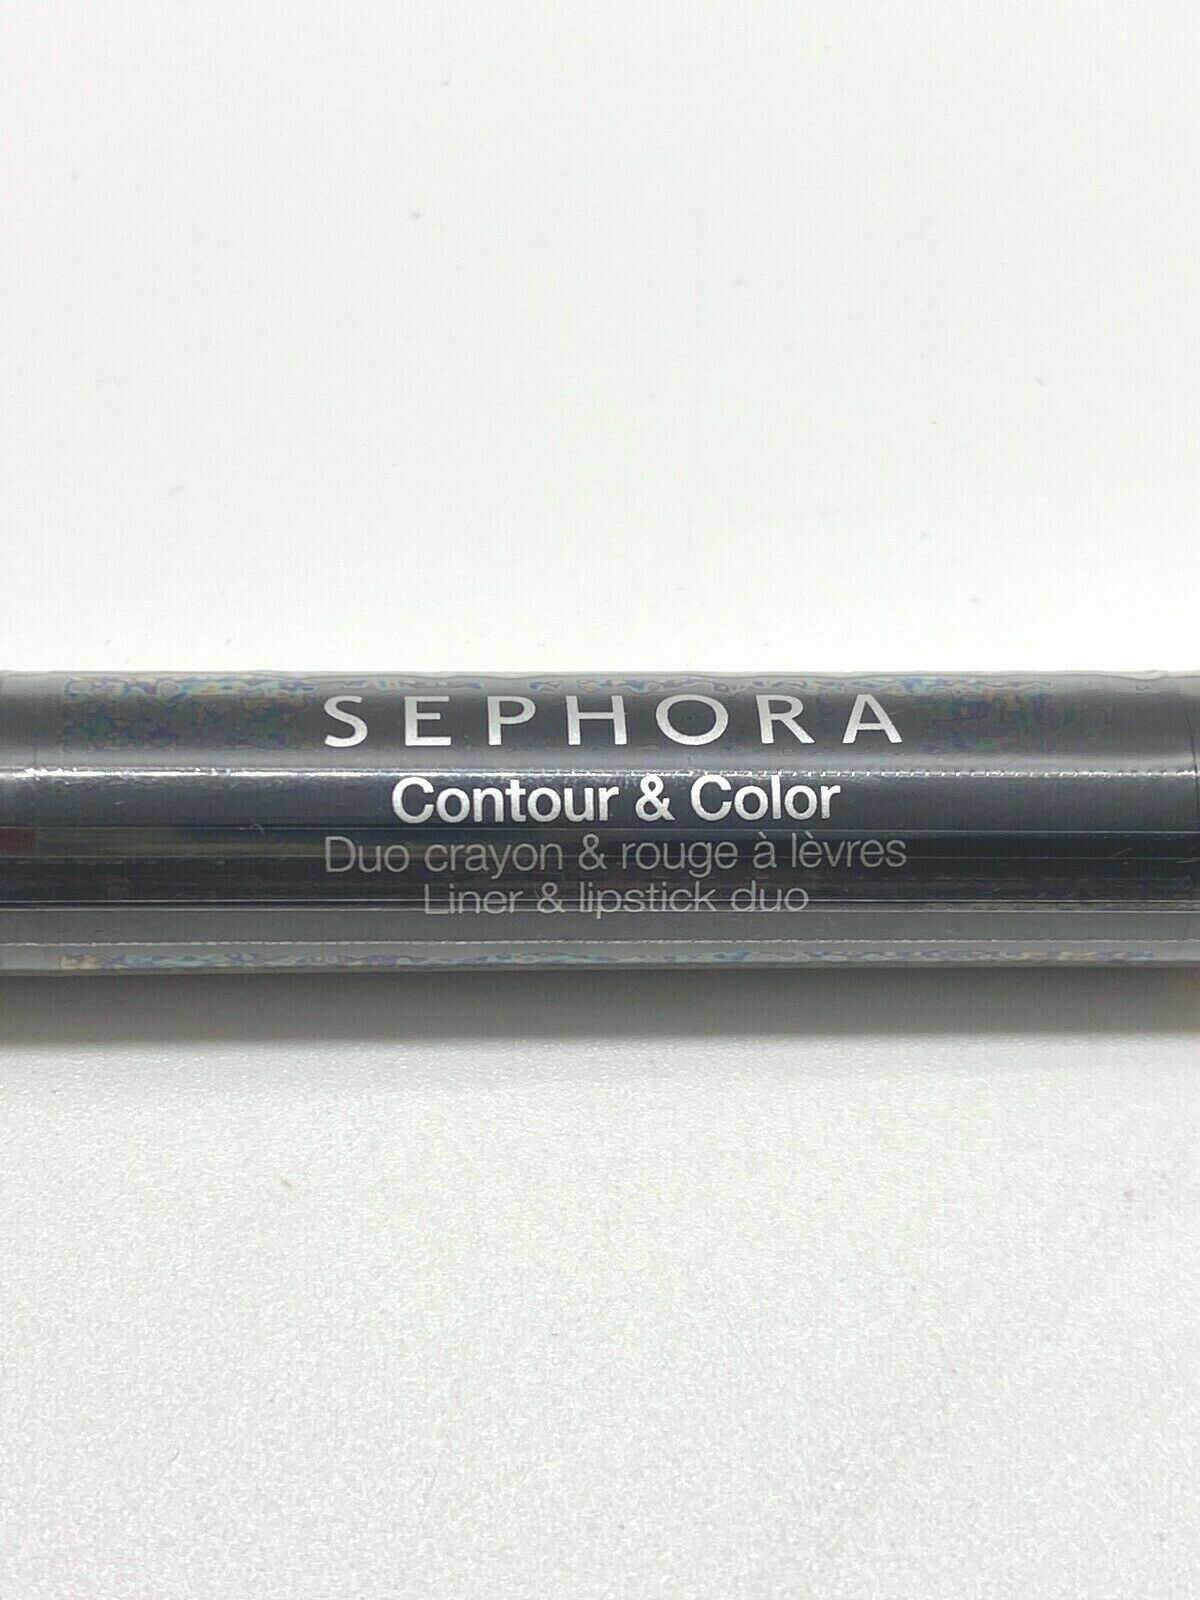 SEPHORA
Contour & Color
Duo crayon & rouge à lèvres
Liner & lipstick duo